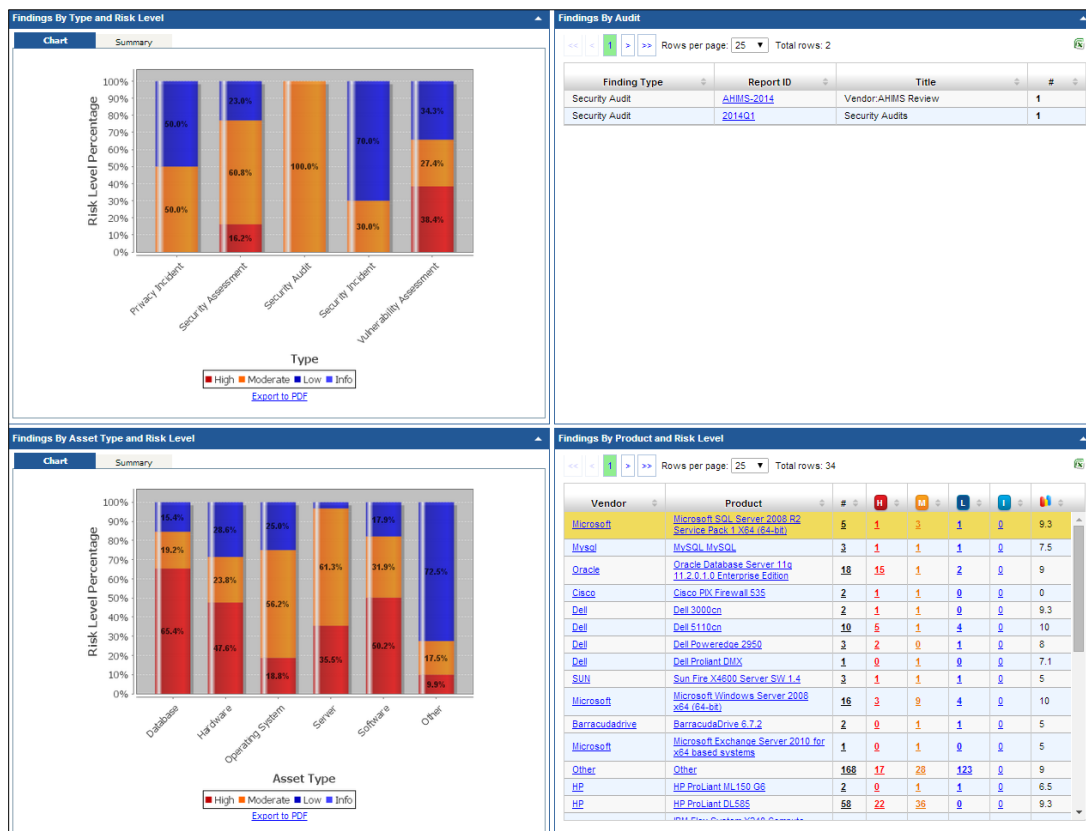 Findings By Type and Risk Level
Chart
Summary
100%
90%
80%
70%
60%
50%
40%
30%
20%
10%
0%
Risk Level Percentage
50.0%
50.0%
23.0%
60.8%
16.2%
100.0%
70.0%
30.0%
34.3%
27.4%
38.4%
Privacy Incident
Security Assessment
Security Audit
Security Incident
Vulnerability Assessment
Type
High Moderate Low Info
Export to PDF
Findings By Audit
<< < 1 > >> Rows per page: 25 Total rows: 2
Finding Type Report ID Title #
Security Audit AHIMS-2014 Vendor:AHIMS Review 1
Security Audit 2014Q1 Security Audits 1
Findings By Asset Type and Risk Level
Chart
Summary
100%
90%
80%
70%
60%
50%
40%
30%
20%
10%
0%
Risk Level Percentage
15.4%
19.2%
65.4%
28.6%
23.8%
47.6%
25.0%
56.2%
18.8%
61.3%
35.5%
17.9%
31.9%
50.2%
72.5%
17.5%
9.9%
Database
Hardware
Operating System
Server
Software
Other
Asset Type
High Moderate Low Info
Export to PDF
Findings By Product and Risk Level
<< < 1 > >> Rows per page: 25 Total rows: 34
Vendor Product # H M L I
Microsoft Microsoft SQL Server 2008 R2 5 1 3 1 0 9.3
Service Pack 1 X64 (64-bit)
Mysql MySQL MySQL 3 1 1 1 0 7.5
Oracle Oracle Database Server 11g 18 15 1 2 0 9
11.2.0.1.0 Enterprise Edition
Cisco Cisco PIX Firewall 535 2 1 1 0 0 0
Dell Dell 3000cn 2 1 1 0 0 9.3
Dell Dell 5110cn 10 5 1 4 0 10
Dell Dell Poweredge 2950 3 2 0 1 0 8
Dell Dell Proliant DMX 1 0 1 0 0 7.1
SUN Sun Fire X4600 Server SW 1.4 3 1 1 1 0 5
Microsoft Microsoft Windows Server 2008 16 3 9 4 0 10
x64 (64-bit)
Barracudadrive BarracudaDrive 6.7.2 2 0 1 1 0 5
Microsoft Microsoft Exchange Server 2010 for 1 0 1 0 0 5
x64 based systems
Other Other 168 17 28 123 0 9
HP HP ProLiant ML150 G6 2 0 1 1 0 6.5
HP HP ProLiant DL585 58 22 36 0 0 9.3